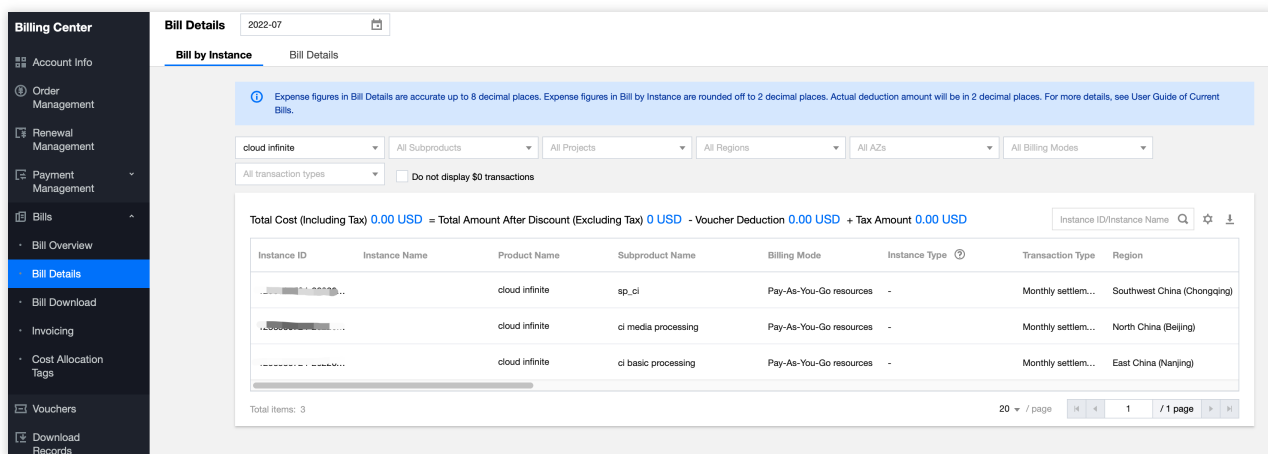 Billing Center
Account Info
Order
Management
Renewal
Management
Payment
Management
Bills
Bill Overview
Bill Details
Bill Download
Invoicing
Cost Allocation
Tags
Vouchers
Download
Records
Bill Details 2022-07
Bill by Instance Bill Details
Expense figures in Bill Details are accurate up to 8 decimal places. Expense figures in Bill by Instance are rounded off to 2 decimal places. Actual deduction amount will be in 2 decimal places. For more details, see User Guide of Current
Bills.
cloud infinite All Subproducts All Projects All Regions All AZs All Billing Modes
All transaction types Do not display $0 transactions
Total Cost (Including Tax) 0.00 USD = Total Amount After Discount (Excluding Tax) 0 USD - Voucher Deduction 0.00 USD + Tax Amount 0.00 USD Instance ID/Instance Name
Instance ID Instance Name Product Name Subproduct Name Billing Mode Instance Type Transaction Type Region
cloud infinite sp_ci Pay-As-You-Go resources - Monthly settlem... Southwest China (Chongqing)
cloud infinite ci media processing Pay-As-You-Go resources - Monthly settlem... North China (Beijing)
cloud infinite ci basic processing Pay-As-You-Go resources - Monthly settlem... East China (Nanjing)
Total items: 3 20 / page 1 / 1 page